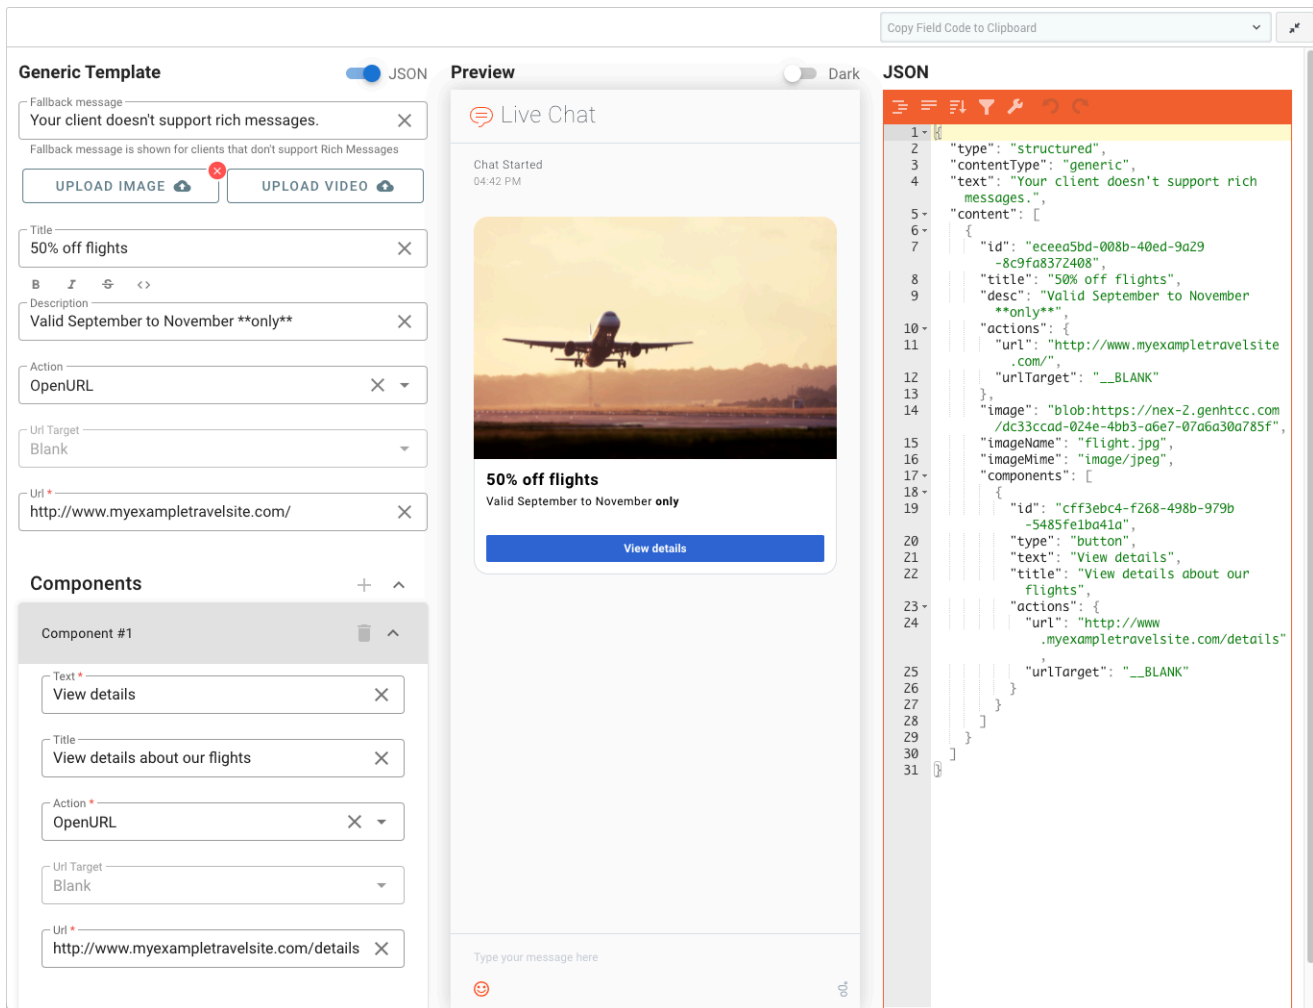 Copy Field Code to Clipboard
Generic Template
JSON
Fallback message
Your client doesn't support rich messages.
Fallback message is shown for clients that don't support Rich Messages
UPLOAD IMAGE
UPLOAD VIDEO
Title
50% off flights
B I S <>
Description
Valid September to November **only**
Action
OpenURL
Url Target
Blank
Url *
http://www.myexampletravelsite.com/
Components
Component #1
Text *
View details
Title
View details about our flights
Action *
OpenURL
Url Target
Blank
Url *
http://www.myexampletravelsite.com/details
Preview
Dark
Live Chat
Chat Started
04:42 PM
50% off flights
Valid September to November only
View details
Type your message here
JSON
1 {
2 "type": "structured",
3 "contentType": "generic",
4 "text": "Your client doesn't support rich
messages.",
5 "content": [
6 {
7 "id": "eceea5bd-008b-40ed-9a29
-8c9fa8372408",
8 "title": "50% off flights",
9 "desc": "Valid September to November
**only**",
10 "actions": {
11 "url": "http://www.myexampletravelsite
.com/",
12 "urlTarget": "__BLANK"
13 },
14 "image": "blob:https://nex-2.genhtcc.com
/dc33ccad-024e-4bb3-a6e7-07a6a30a785f",
15 "imageName": "flight.jpg",
16 "imageMime": "image/jpeg",
17 "components": [
18 {
19 "id": "cff3ebc4-f268-498b-979b
-5485fe1ba41a",
20 "type": "button",
21 "text": "View details",
22 "title": "View details about our
flights",
23 "actions": {
24 "url": "http://www
.myexampletravelsite.com/details"
,
25 "urlTarget": "__BLANK"
26 }
27 }
28 ]
29 }
30 ]
31 }